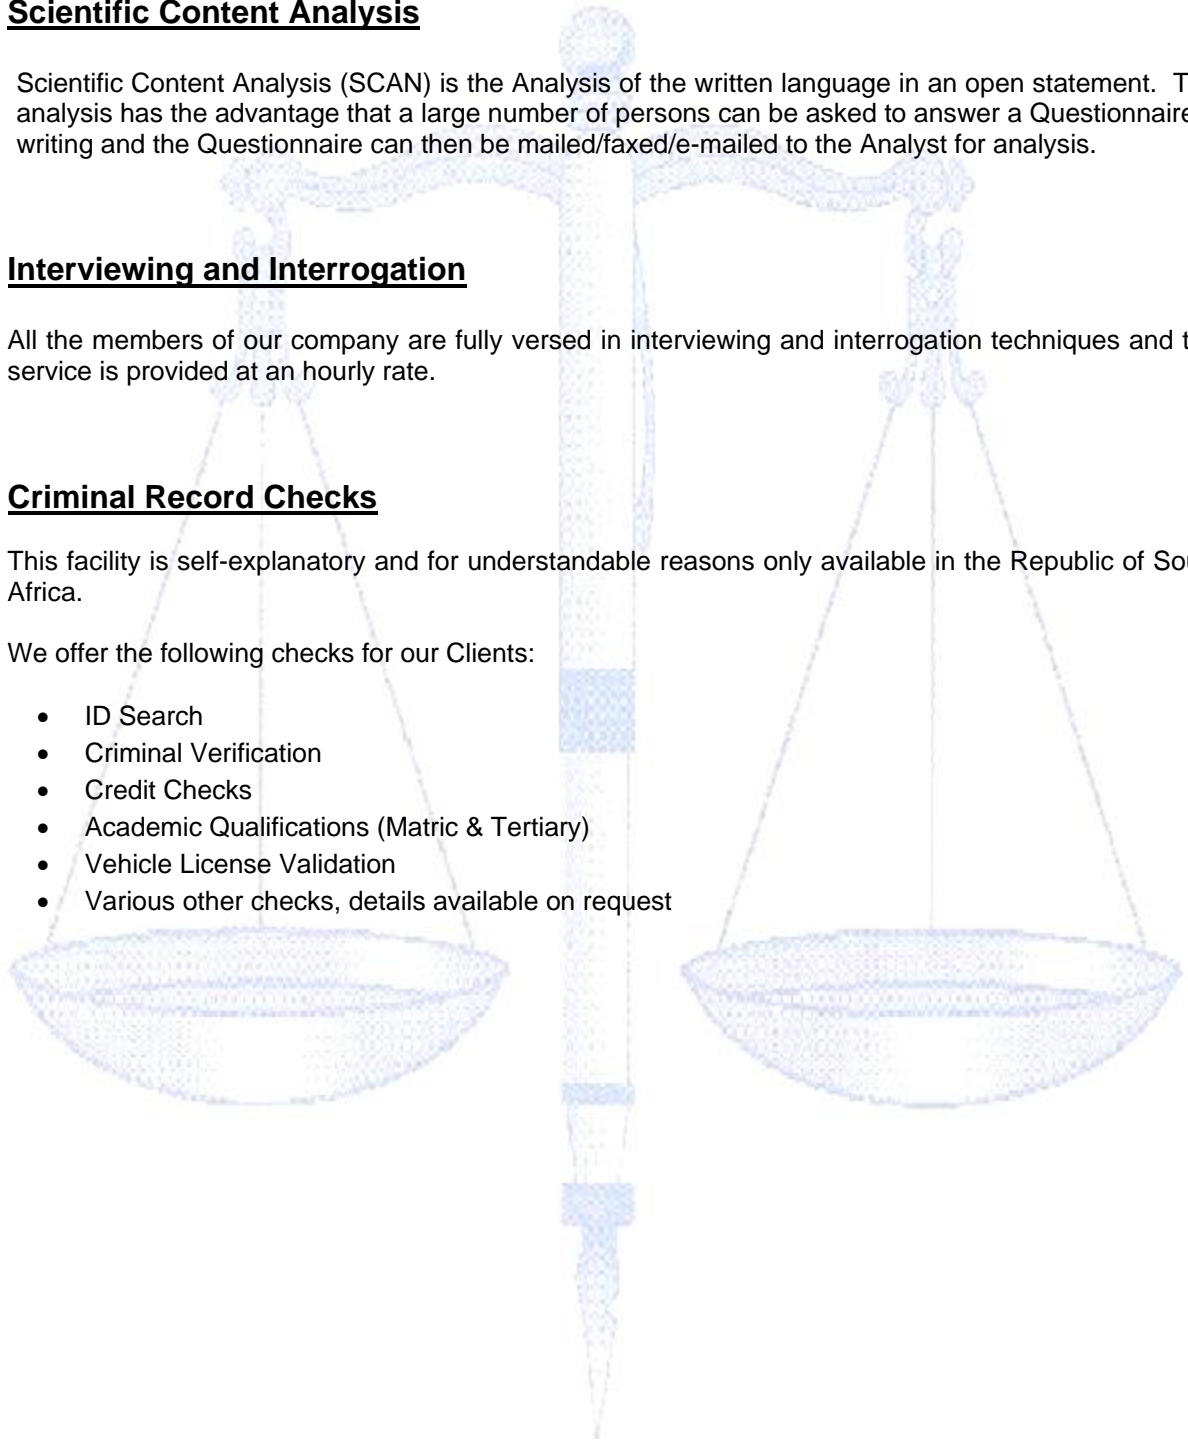 Scientific Content Analysis
Scientific Content Analysis (SCAN) is the Analysis of the written language in an open statement.
analysis has the advantage that a large number of persons can be asked to answer a Questionnaire
writing and the Questionnaire can then be mailed/faxed/e-mailed to the Analyst for analysis.
Interviewing and Interrogation
All the members of our company are fully versed in interviewing and interrogation techniques and
service is provided at an hourly rate.
Criminal Record Checks
This facility is self-explanatory and for understandable reasons only available in the Republic of
Africa.
We offer the following checks for our Clients:
• ID Search
• Criminal Verification
• Credit Checks
• Academic Qualifications (Matric & Tertiary)
• Vehicle License Validation
• Various other checks, details available on request